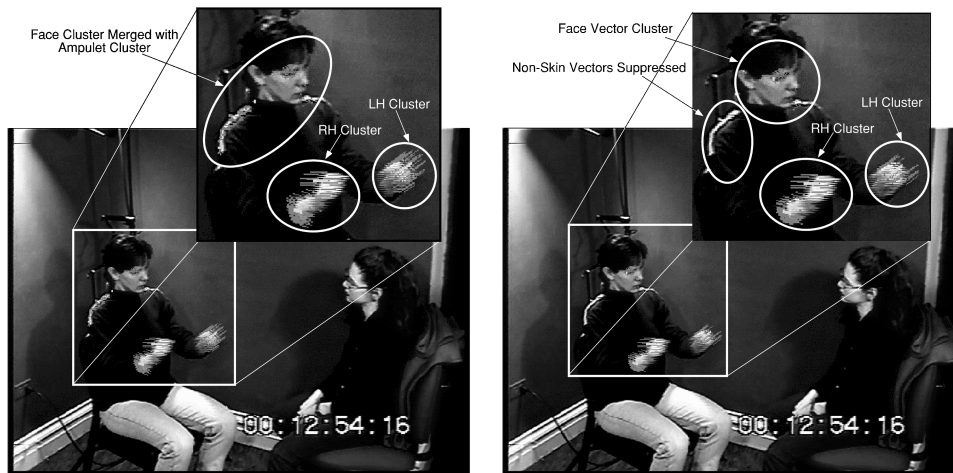 Face Cluster Merged with
Ampulet Cluster
LH Cluster
RH Cluster
00:12:54:16
Face Vector Cluster
Non-Skin Vectors Suppressed
LH Cluster
RH Cluster
00:12:54:16